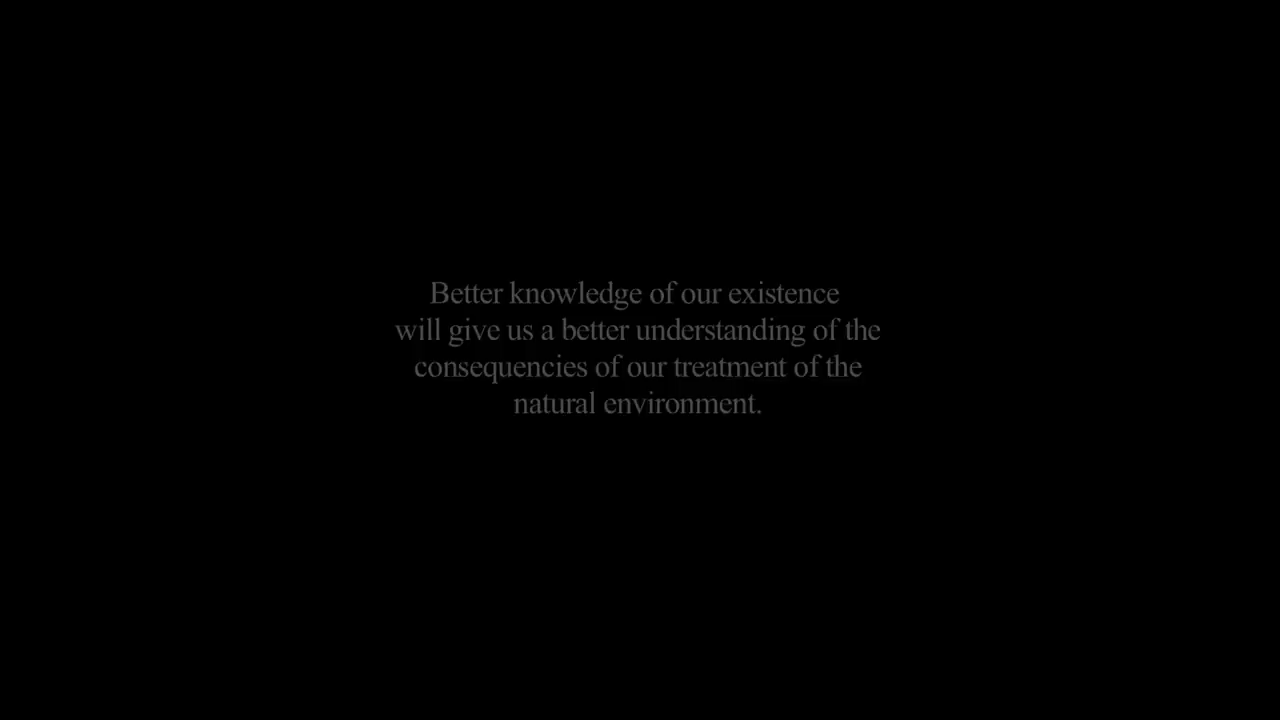 Better knowledge of our existence
will give us a better understanding of the
consequencies of our treatment of the
natural environment.